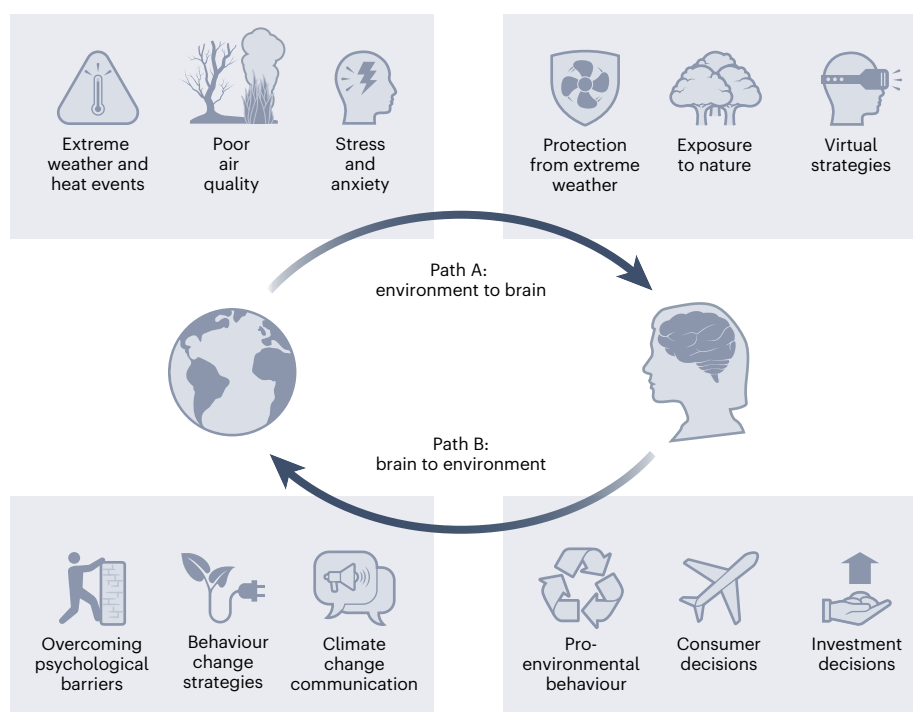 Extreme
weather and
heat events
Poor
air
quality
Stress
and
anxiety
Protection
from extreme
weather
Exposure
to nature
Virtual
strategies
Path A:
environment to brain
Path B:
brain to environment
Overcoming
psychological
barriers
Behaviour
change
strategies
Climate
change
communication
Pro-
environmental
behaviour
Consumer
decisions
Investment
decisions